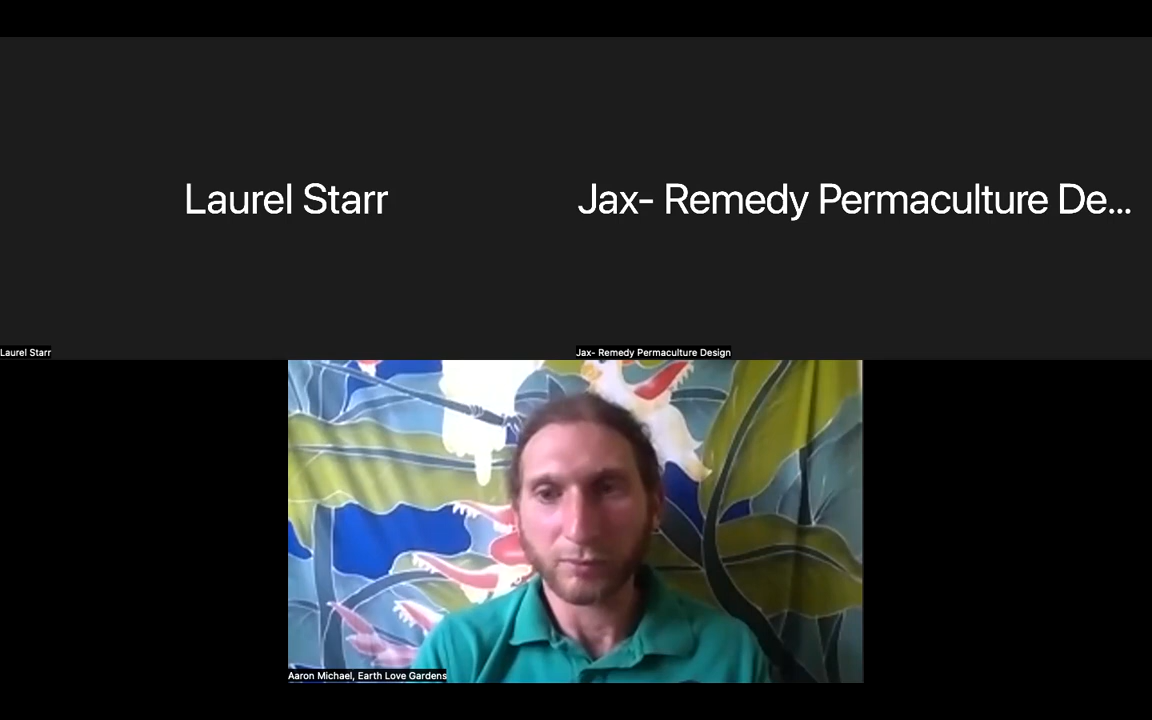 Laurel Starr
Jax- Remedy Permaculture De...
Laurel Starr
Jax- Remedy Permaculture Design
Aaron Michael, Earth Love Gardens